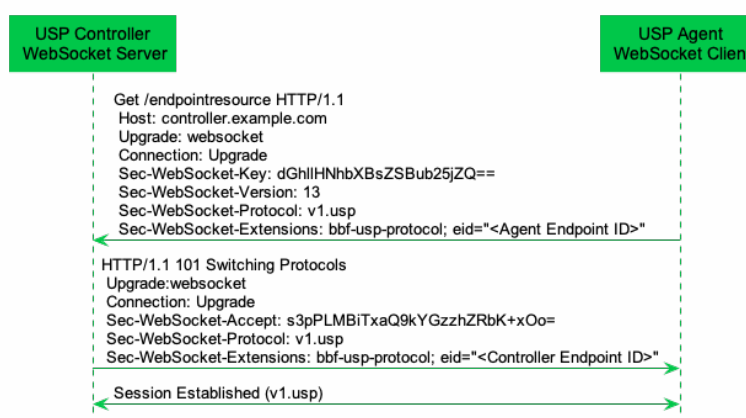 USP Controller
WebSocket Server
USP Agent
WebSocket Clien
Get /endpointresource HTTP/1.1
Host: controller.example.com
Upgrade: websocket
Connection: Upgrade
Sec-WebSocket-Key: dGhllHNhbXBsZSBub25jZQ==
Sec-WebSocket-Version: 13
Sec-WebSocket-Protocol: v1.usp
Sec-WebSocket-Extensions: bbf-usp-protocol; eid="<Agent Endpoint ID>"
HTTP/1.1 101 Switching Protocols
Upgrade:websocket
Connection: Upgrade
Sec-WebSocket-Accept: s3pPLMBiTxaQ9kYGzzhZRbK+xOo=
Sec-WebSocket-Protocol: v1.usp
Sec-WebSocket-Extensions: bbf-usp-protocol; eid="<Controller Endpoint ID>"
Session Established (v1.usp)